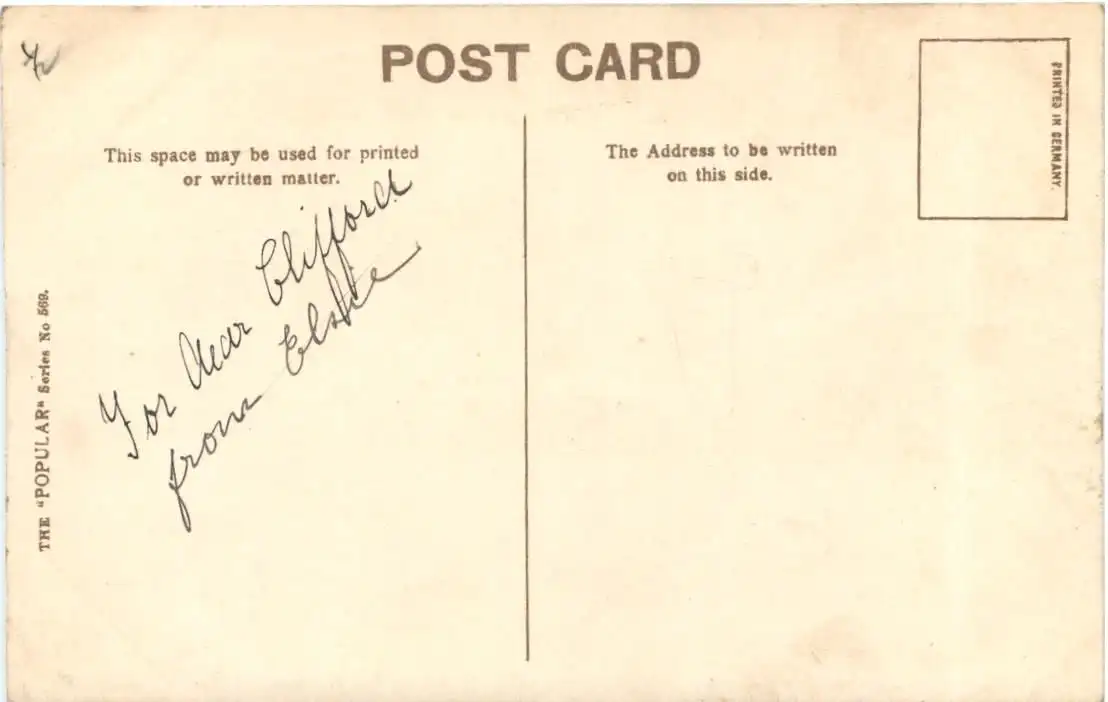 POST CARD
This space may be used for printed
or written matter.
The Address to be written
on this side.
PRINTED IN GERMANY.
For dear Clifford
from Elsie
THE "POPULAR" Series No 569.